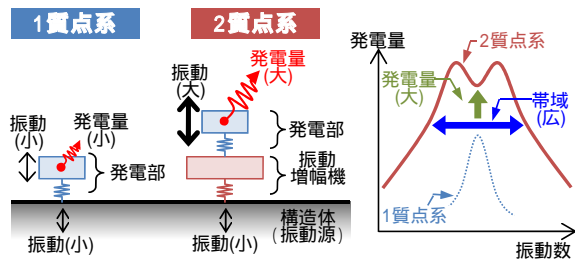 1質点系
2質点系
振動
(小)
発電量
(小)
発電部
振動(小)
振動
(大)
発電量
(大)
発電部
振動
増幅機
振動(小)
構造体
(振動源)
発電量
2質点系
発電量
(大)
帯域
(広)
1質点系
振動数